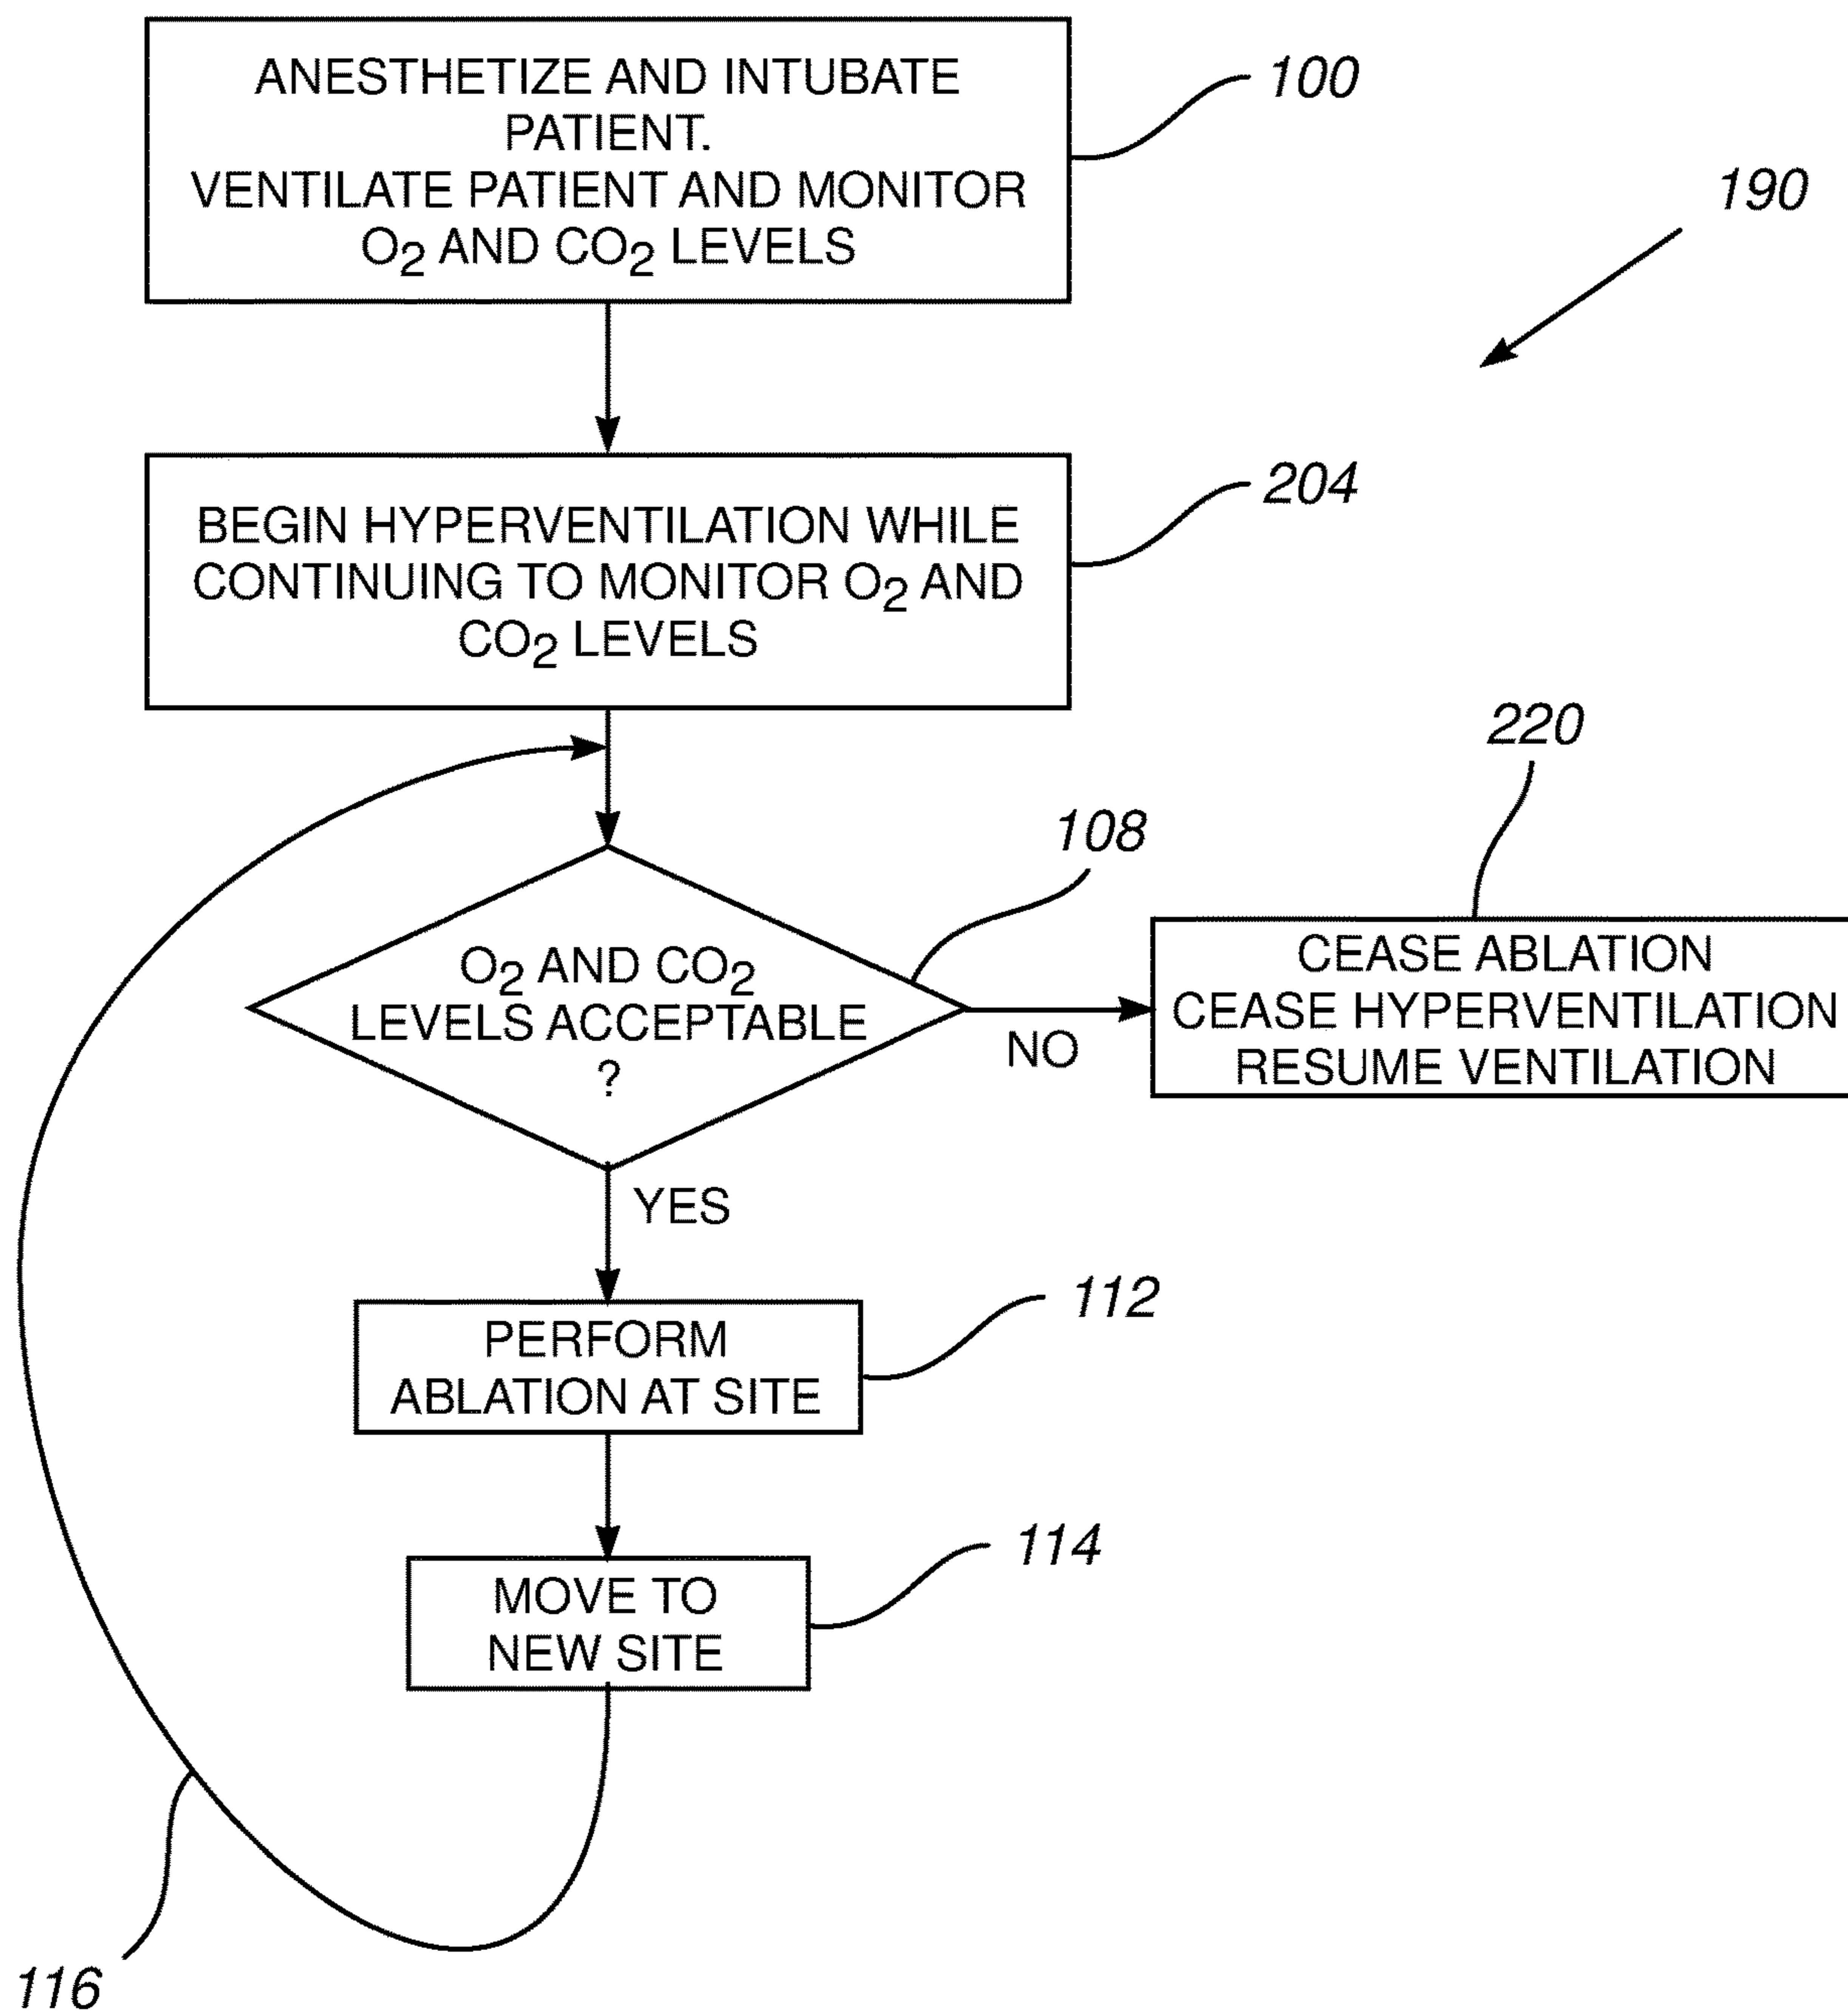 ANESTHETIZE AND INTUBATE
PATIENT.
VENTILATE PATIENT AND MONITOR
O₂ AND CO₂ LEVELS
100
190
BEGIN HYPERVENTILATION WHILE
CONTINUING TO MONITOR O₂ AND
CO₂ LEVELS
204
220
108
O₂ AND CO₂
LEVELS ACCEPTABLE
?
NO
CEASE ABLATION
CEASE HYPERVENTILATION
RESUME VENTILATION
YES
PERFORM
ABLATION AT SITE
112
MOVE TO
NEW SITE
114
116